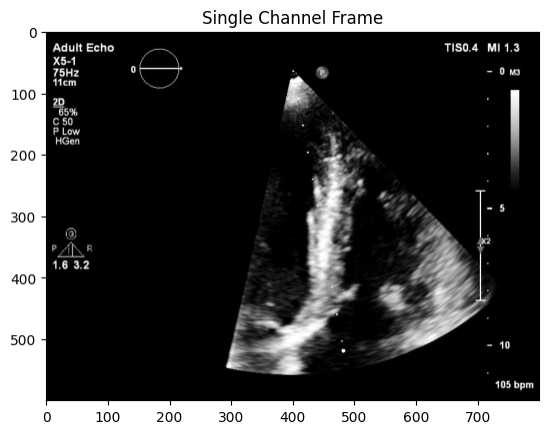 Single Channel Frame
Adult Echo
X5-1
75Hz
11cm
2D
65%
C 50
P Low
HGen
0
P
TIS0.4 MI 1.3
0
M3
5
X2
10
105 bpm
G
P R
1.6 3.2
0
100
200
300
400
500
0 100 200 300 400 500 600 700